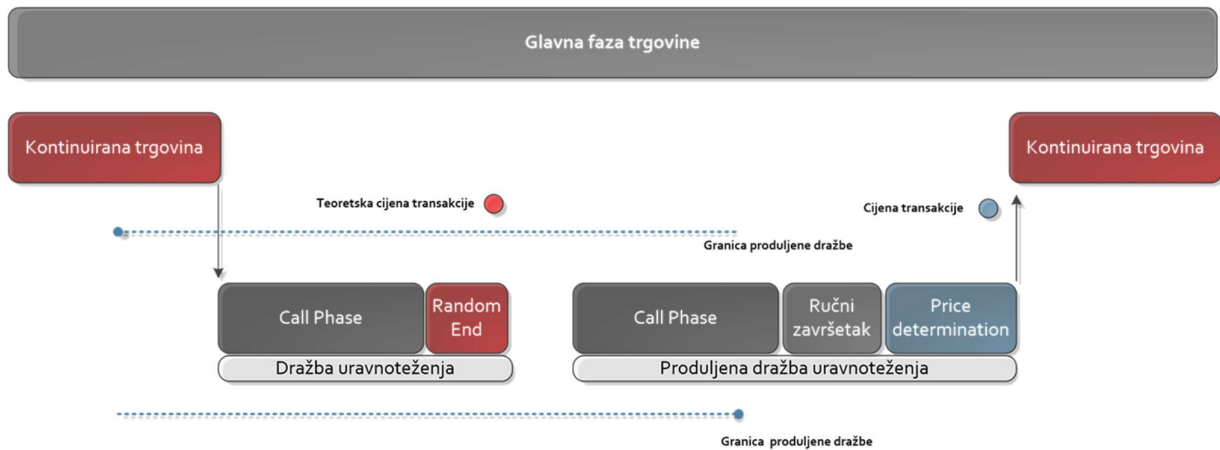 Glavna faza trgovine
Kontinuirana trgovina
Kontinuirana trgovina
Teoretska cijena transakcije
Cijena transakcije
Granica produljene dražbe
Call Phase
Random
End
Call Phase
Ručni
završetak
Price
determination
Dražba uravnoteženja
Produljena dražba uravnoteženja
Granica produljene dražbe